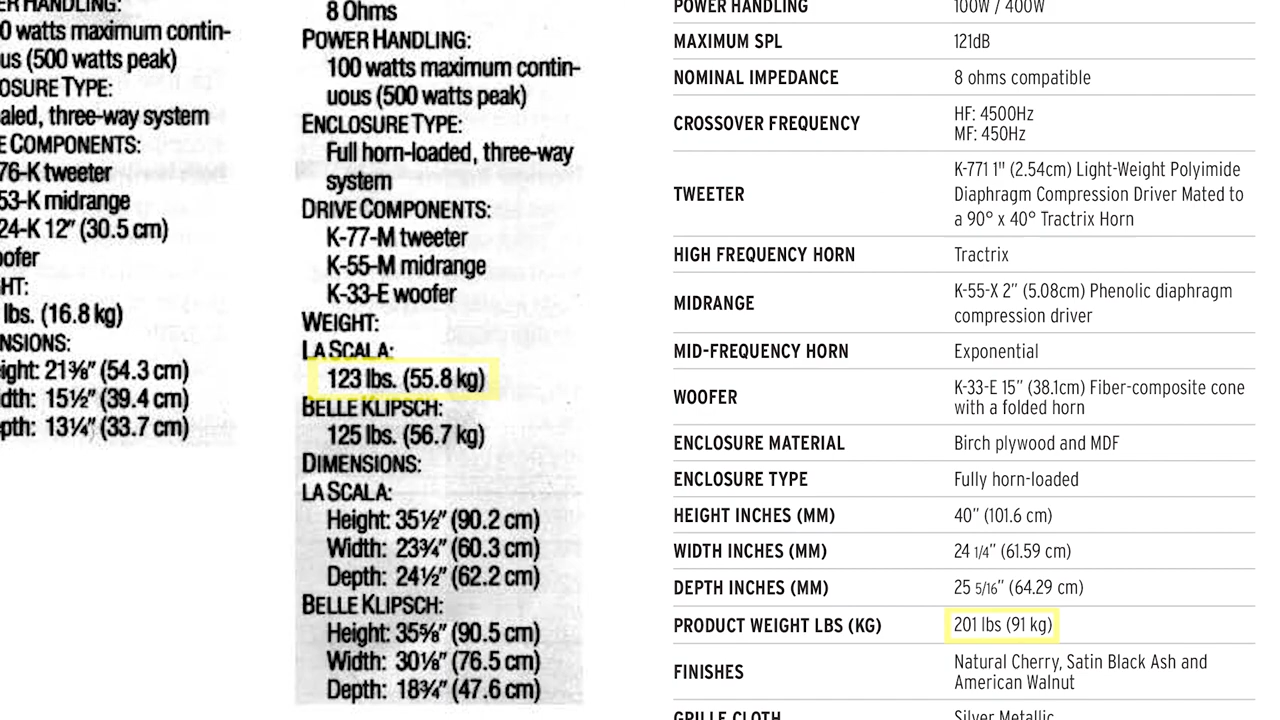 ER HANDLING:
0 watts maximum contin-
us (500 watts peak)
OSURE TYPE:
aled, three-way system
E COMPONENTS:
76-K tweeter
53-K midrange
24-K 12" (30.5 cm)
oofer
HT:
lbs. (16.8 kg)
NSIONS:
ight: 21⅜" (54.3 cm)
dth: 15½" (39.4 cm)
pth: 13¼" (33.7 cm)
8 Ohms
POWER HANDLING:
100 watts maximum contin-
uous (500 watts peak)
ENCLOSURE TYPE:
Full horn-loaded, three-way
system
DRIVE COMPONENTS:
K-77-M tweeter
K-55-M midrange
K-33-E woofer
WEIGHT:
LA SCALA:
123 lbs. (55.8 kg)
BELLE KLIPSCH:
125 lbs. (56.7 kg)
DIMENSIONS:
LA SCALA:
Height: 35½" (90.2 cm)
Width: 23¾" (60.3 cm)
Depth: 24½" (62.2 cm)
BELLE KLIPSCH:
Height: 35⅝" (90.5 cm)
Width: 30⅛" (76.5 cm)
Depth: 18¾" (47.6 cm)
POWER HANDLING 100W / 400W
MAXIMUM SPL 121dB
NOMINAL IMPEDANCE 8 ohms compatible
CROSSOVER FREQUENCY HF: 4500Hz
MF: 450Hz
TWEETER K-771 1" (2.54cm) Light-Weight Polyimide
Diaphragm Compression Driver Mated to
a 90° x 40° Tractrix Horn
HIGH FREQUENCY HORN Tractrix
MIDRANGE K-55-X 2" (5.08cm) Phenolic diaphragm
compression driver
MID-FREQUENCY HORN Exponential
WOOFER K-33-E 15" (38.1cm) Fiber-composite cone
with a folded horn
ENCLOSURE MATERIAL Birch plywood and MDF
ENCLOSURE TYPE Fully horn-loaded
HEIGHT INCHES (MM) 40" (101.6 cm)
WIDTH INCHES (MM) 24 1/4" (61.59 cm)
DEPTH INCHES (MM) 25 5/16" (64.29 cm)
PRODUCT WEIGHT LBS (KG) 201 lbs (91 kg)
FINISHES Natural Cherry, Satin Black Ash and
American Walnut
GRILLE CLOTH Silver Metallic